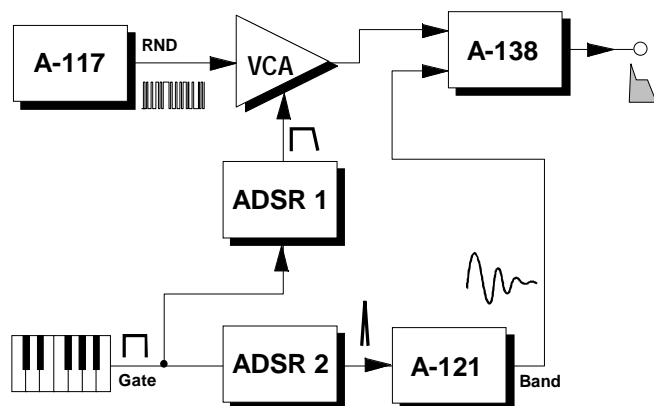 RND
A-117
VCA
A-138
ADSR 1
ADSR 2
A-121
Gate
Band